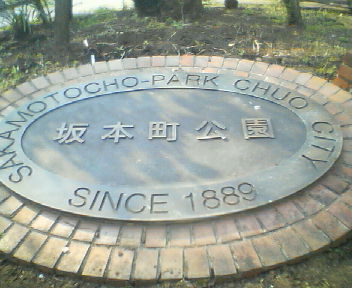 SAKAMOTOCHO-PARK CHUO CITY
坂本町公園
SINCE 1889